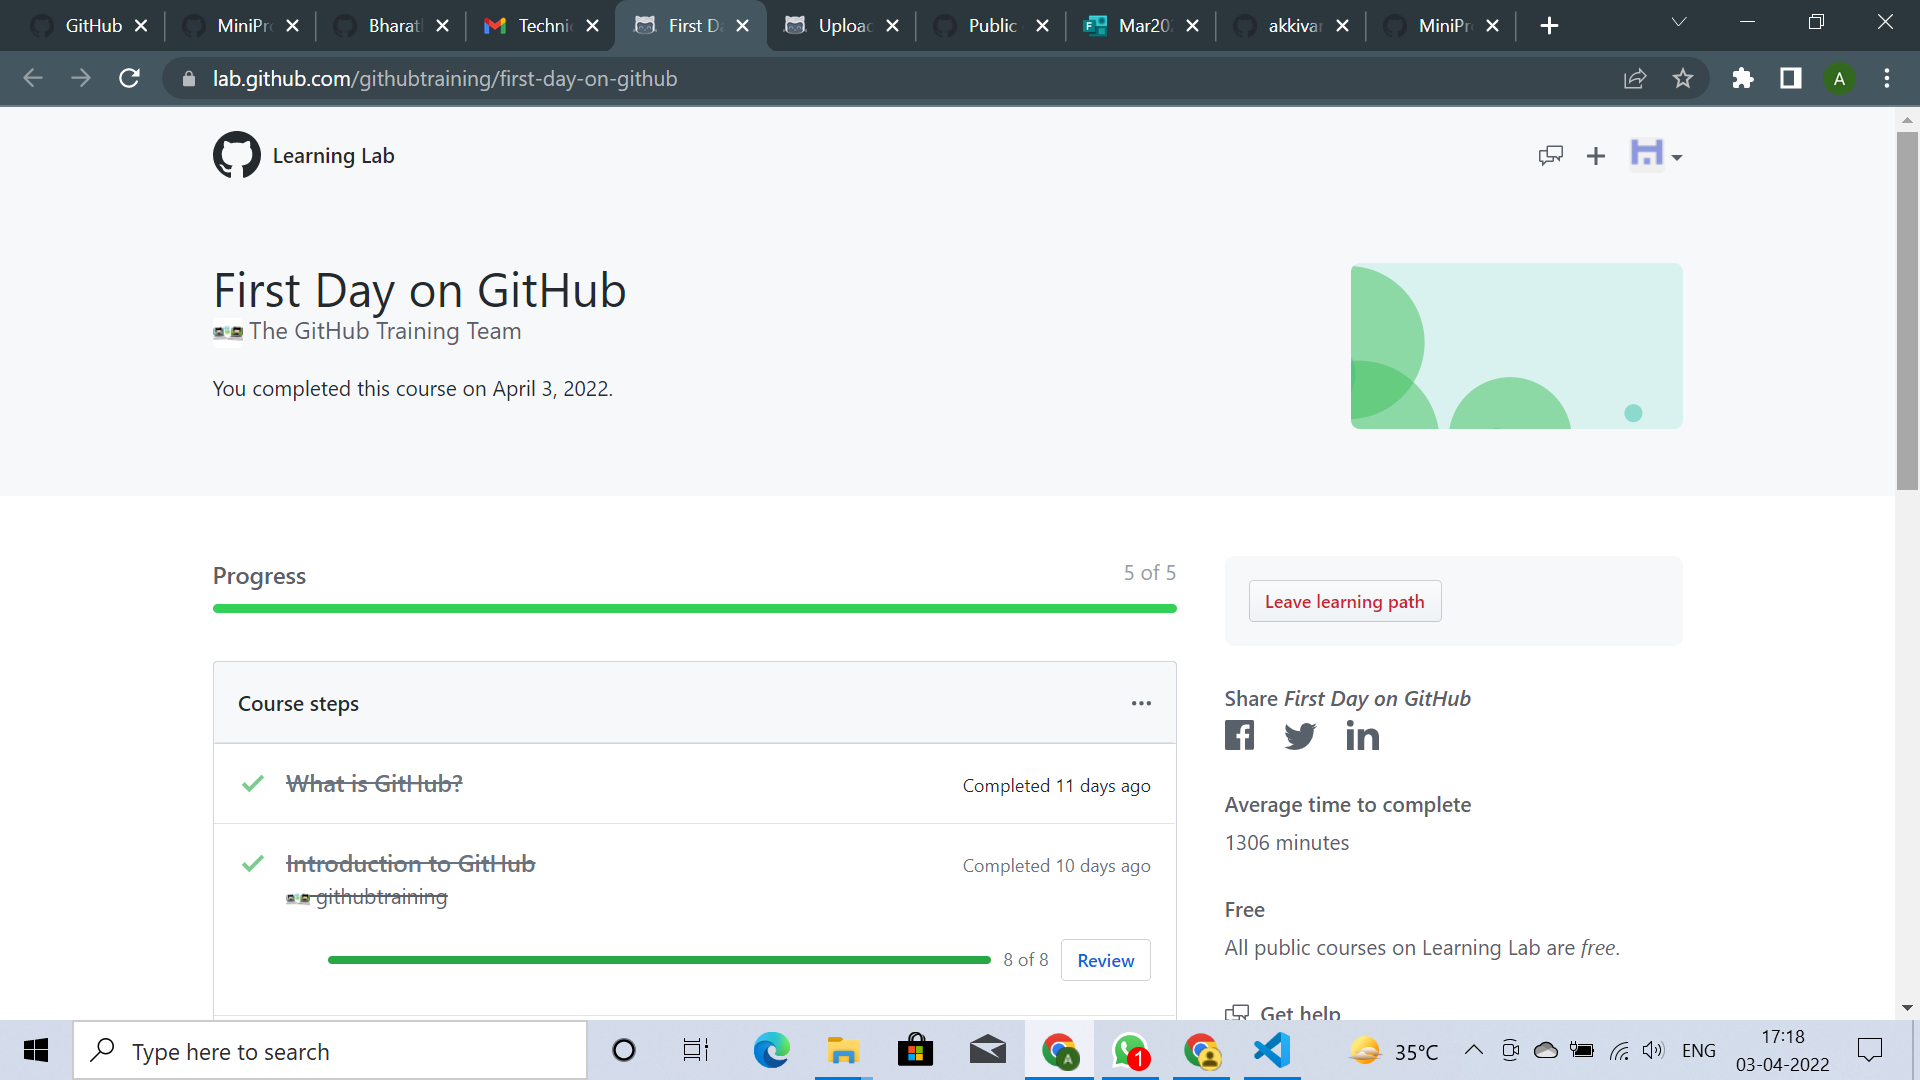 GitHub
MiniPr
Bharat
Techni
First D
Upload
Public
Mar20
akkivar
MiniPr
lab.github.com/githubtraining/first-day-on-github
A
Learning Lab
First Day on GitHub
The GitHub Training Team
You completed this course on April 3, 2022.
Progress
5 of 5
Leave learning path
Course steps
Share First Day on GitHub
What is GitHub?
Completed 11 days ago
Average time to complete
1306 minutes
Introduction to GitHub
Completed 10 days ago
githubtraining
Free
All public courses on Learning Lab are free.
8 of 8
Review
Get help
Type here to search
A
1
35°C
ENG
17:18
03-04-2022